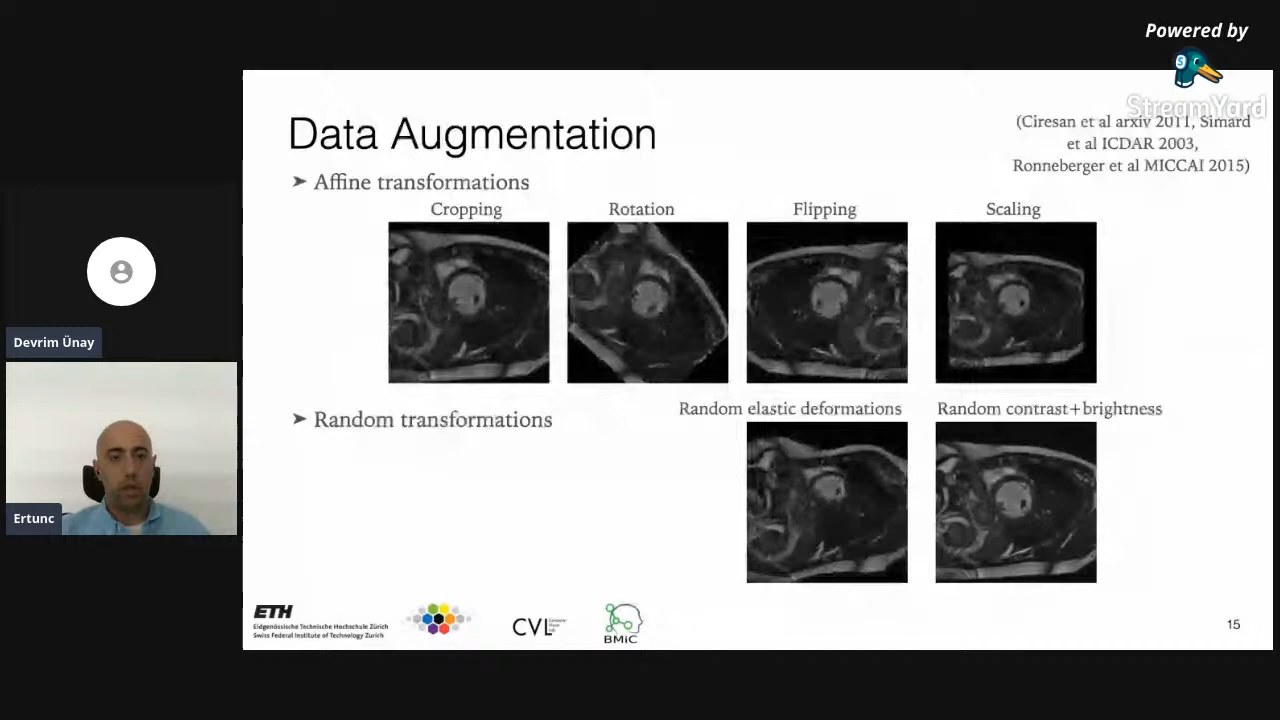 Powered by
StreamYard
Data Augmentation
(Ciresan et al arxiv 2011, Simard
et al ICDAR 2003,
Ronneberger et al MICCAI 2015)
➤ Affine transformations
Cropping
Rotation
Flipping
Scaling
➤ Random transformations
Random elastic deformations
Random contrast+brightness
Devrim Ünay
Ertunc
ETH
Eidgenössische Technische Hochschule Zürich
Swiss Federal Institute of Technology Zurich
CVL
BMiC
15